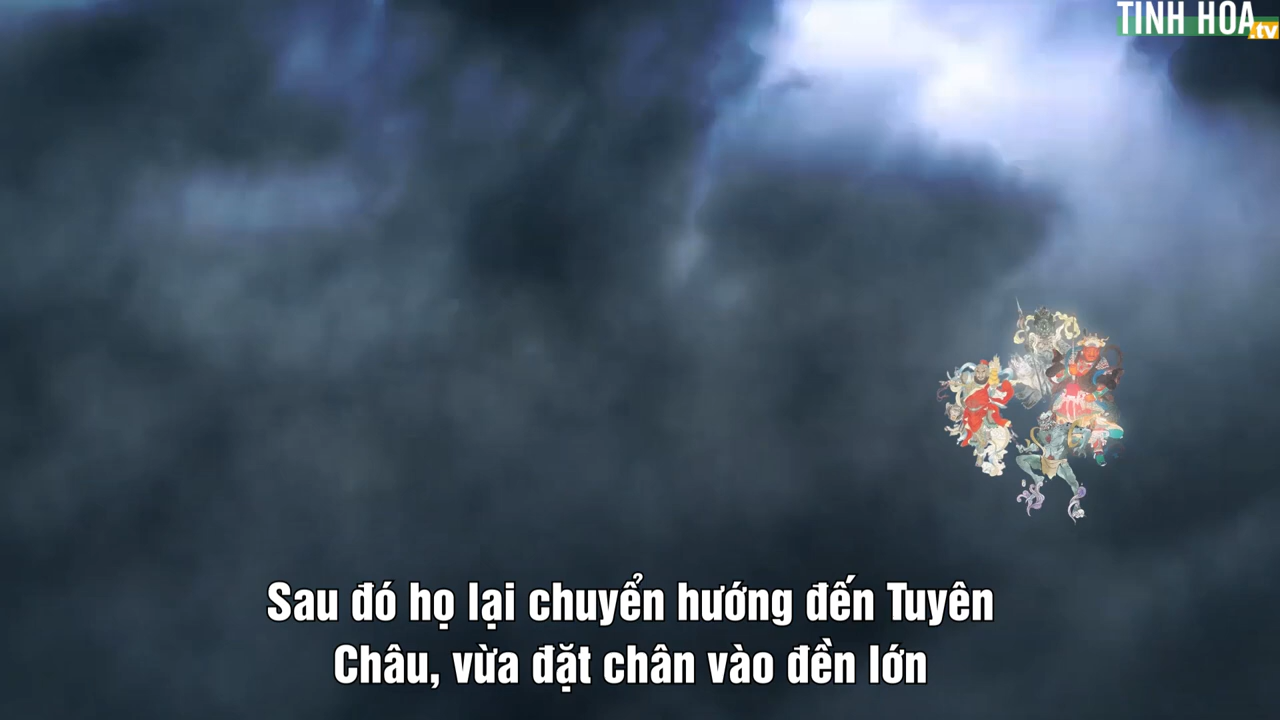 TINH HOA
.tv
Sau đó họ lại chuyển hướng đến Tuyên
Châu, vừa đặt chân vào đền lớn